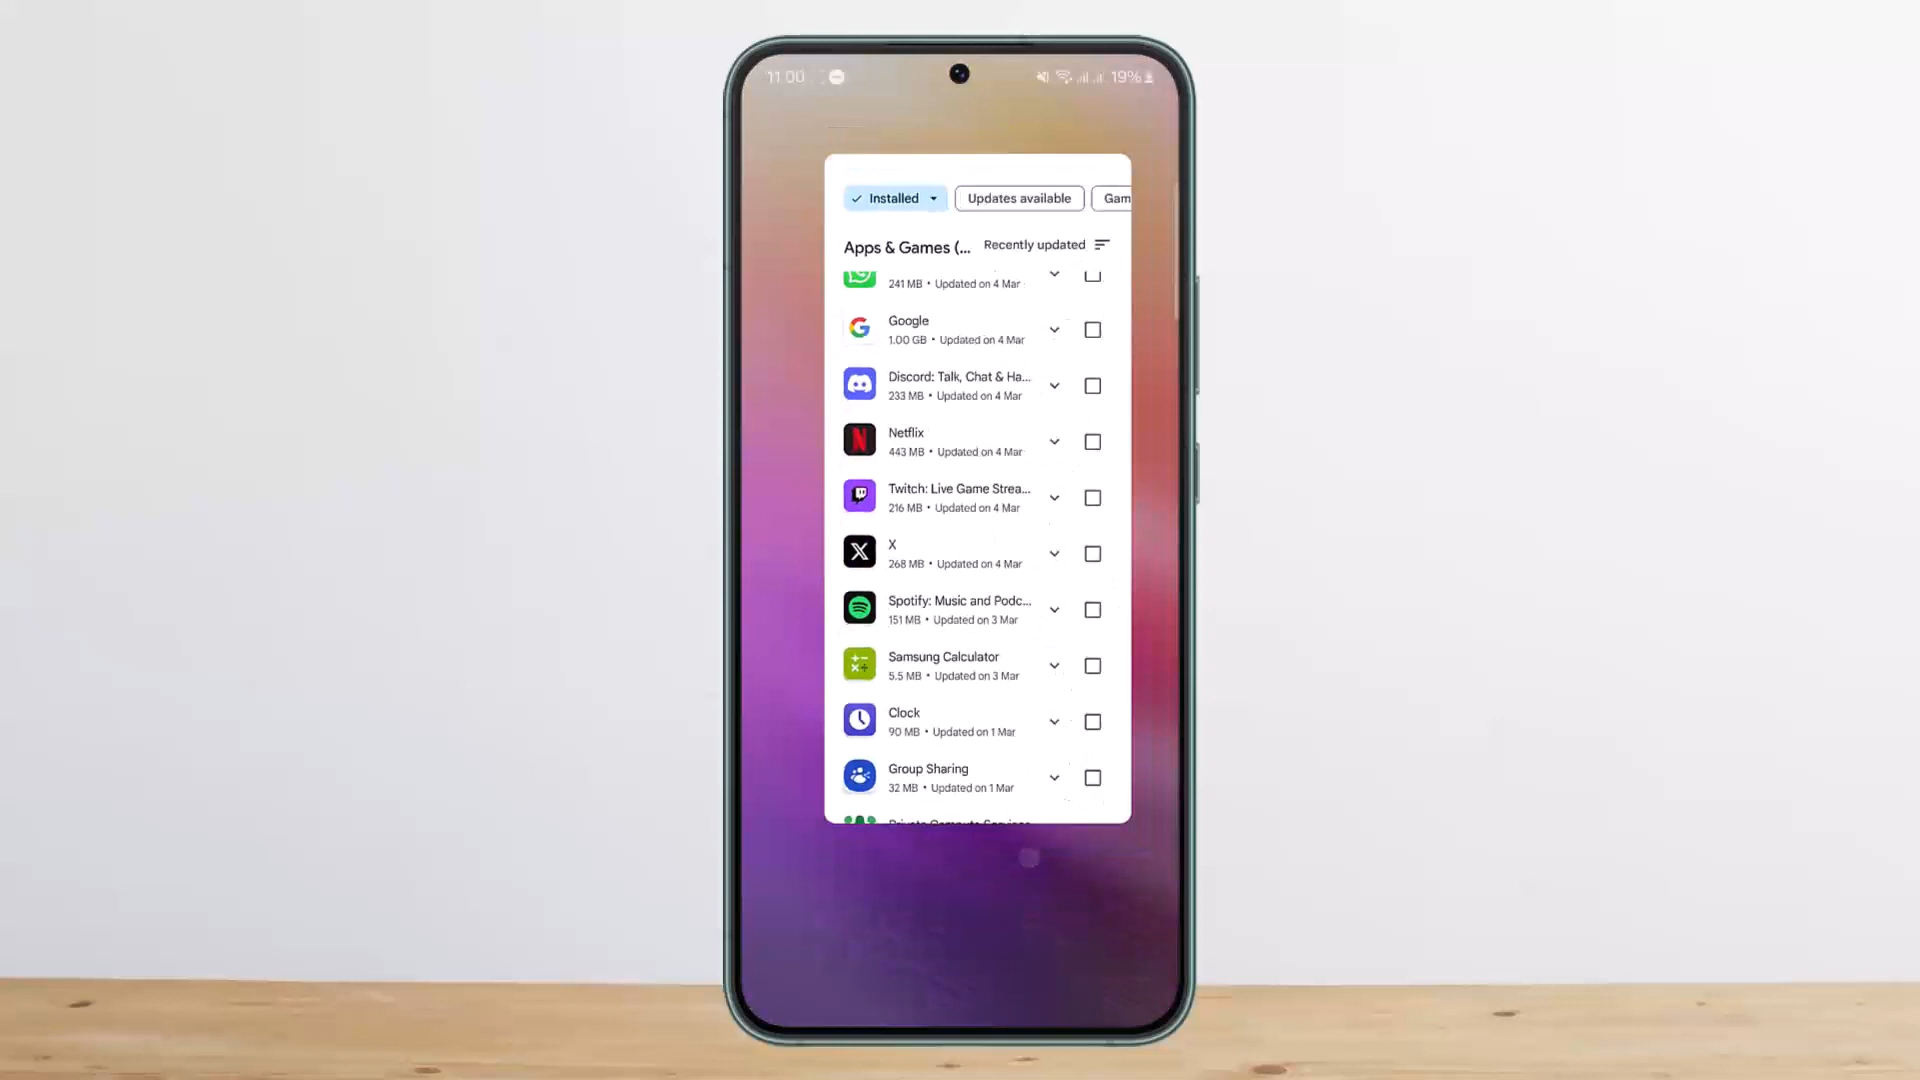 11:00 19%
Installed Updates available Gam
Apps & Games (... Recently updated
241 MB • Updated on 4 Mar
Google
1.00 GB • Updated on 4 Mar
Discord: Talk, Chat & Ha...
233 MB • Updated on 4 Mar
Netflix
443 MB • Updated on 4 Mar
Twitch: Live Game Strea...
216 MB • Updated on 4 Mar
X
268 MB • Updated on 4 Mar
Spotify: Music and Podc...
151 MB • Updated on 3 Mar
Samsung Calculator
5.5 MB • Updated on 3 Mar
Clock
90 MB • Updated on 1 Mar
Group Sharing
32 MB • Updated on 1 Mar
Private Compute Services